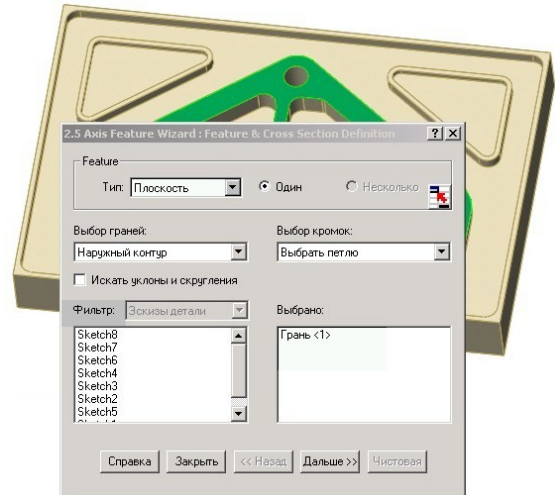 2.5 Axis Feature Wizard : Feature & Cross Section Definition
Feature
Тип: Плоскость Один Несколько
Выбор граней: Выбор кромок:
Наружный контур Выбрать петлю
Искать уклоны и скругления
Фильтр: Эскизы детали Выбрано:
Sketch8 Грань <1>
Sketch7
Sketch6
Sketch4
Sketch3
Sketch2
Sketch5
Справка Закрыть << Назад Дальше >> Чистовая